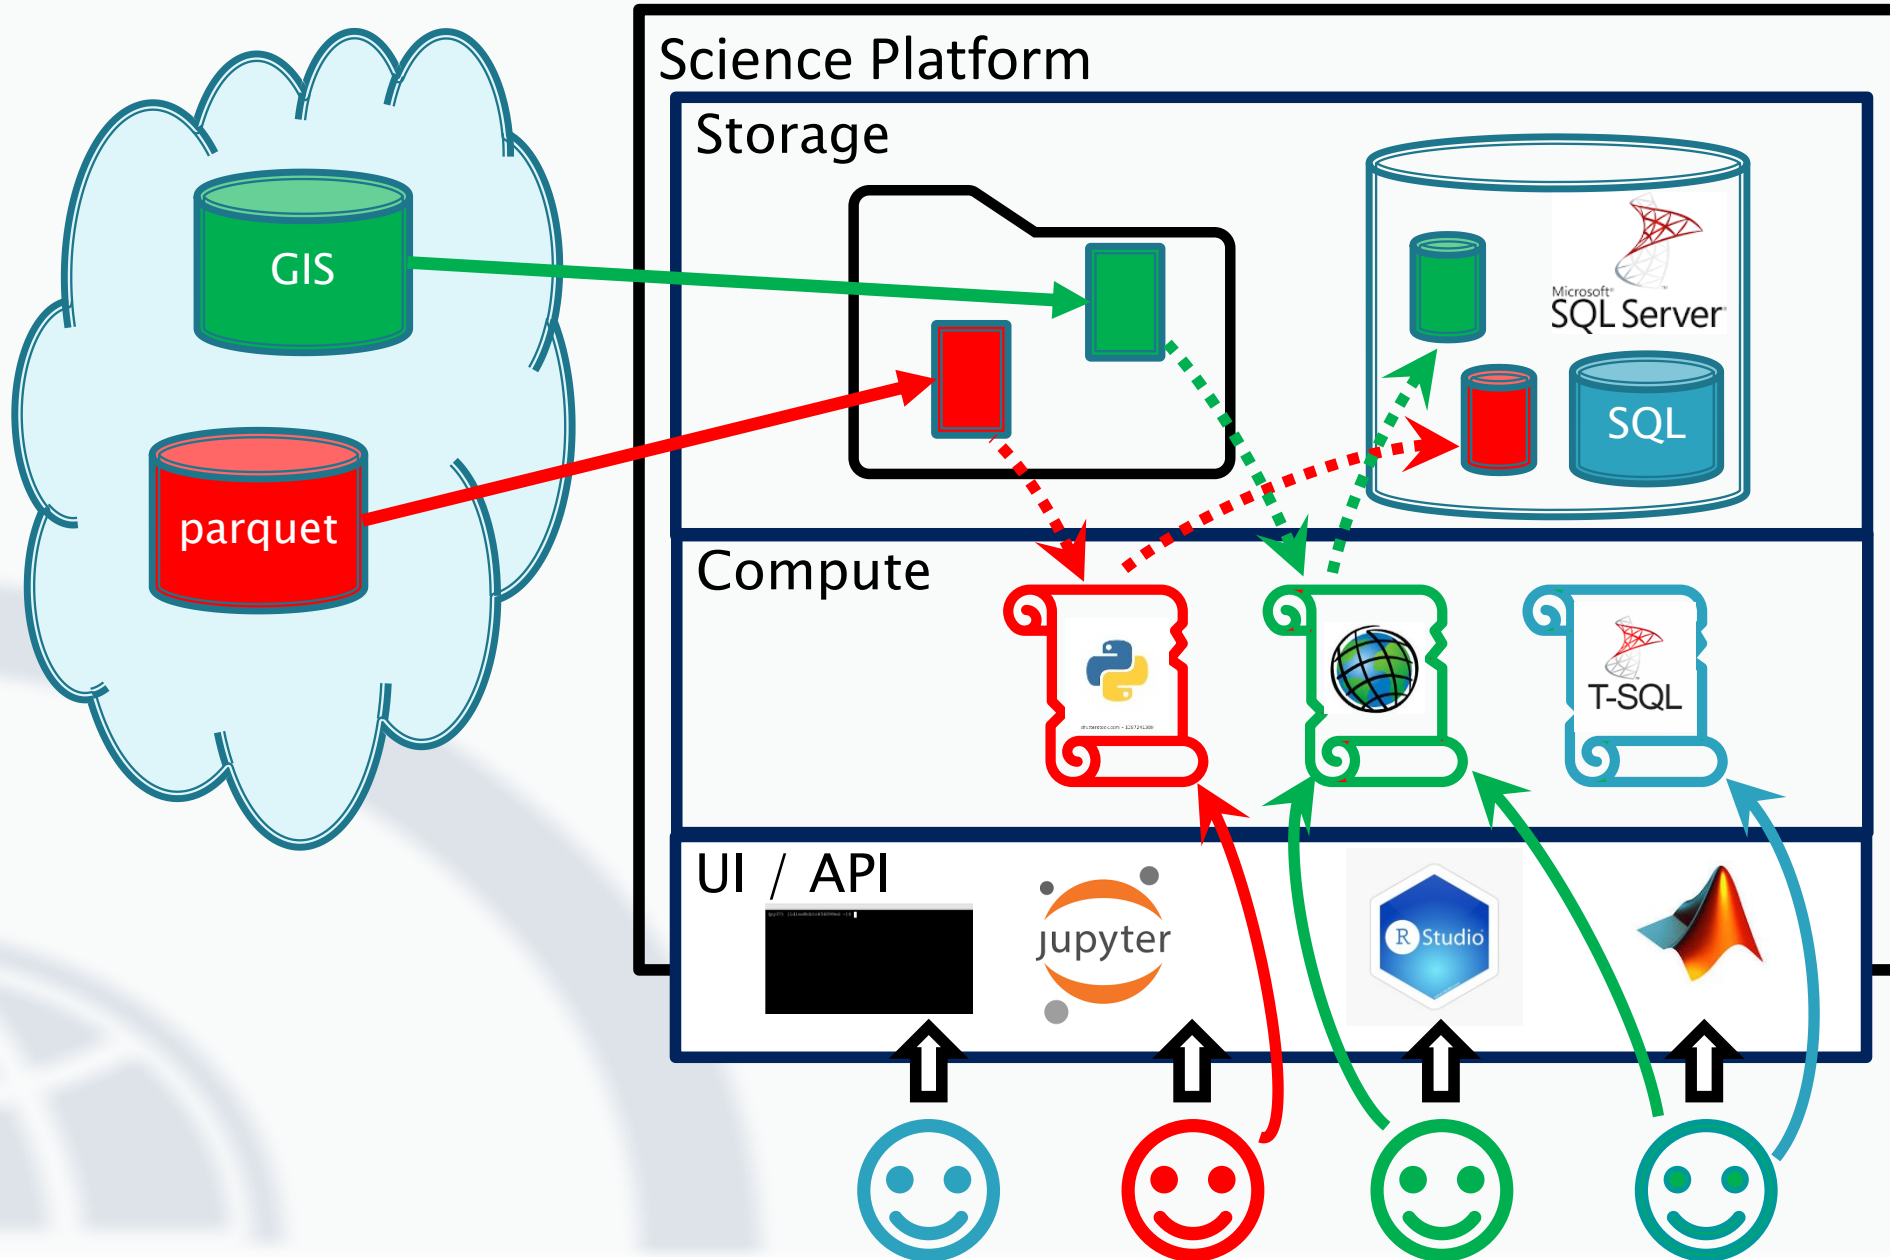 Science Platform
Storage
GIS
Microsoft®
SQL Server
SQL
parquet
Compute
T-SQL
UI / API
jupyter
R Studio